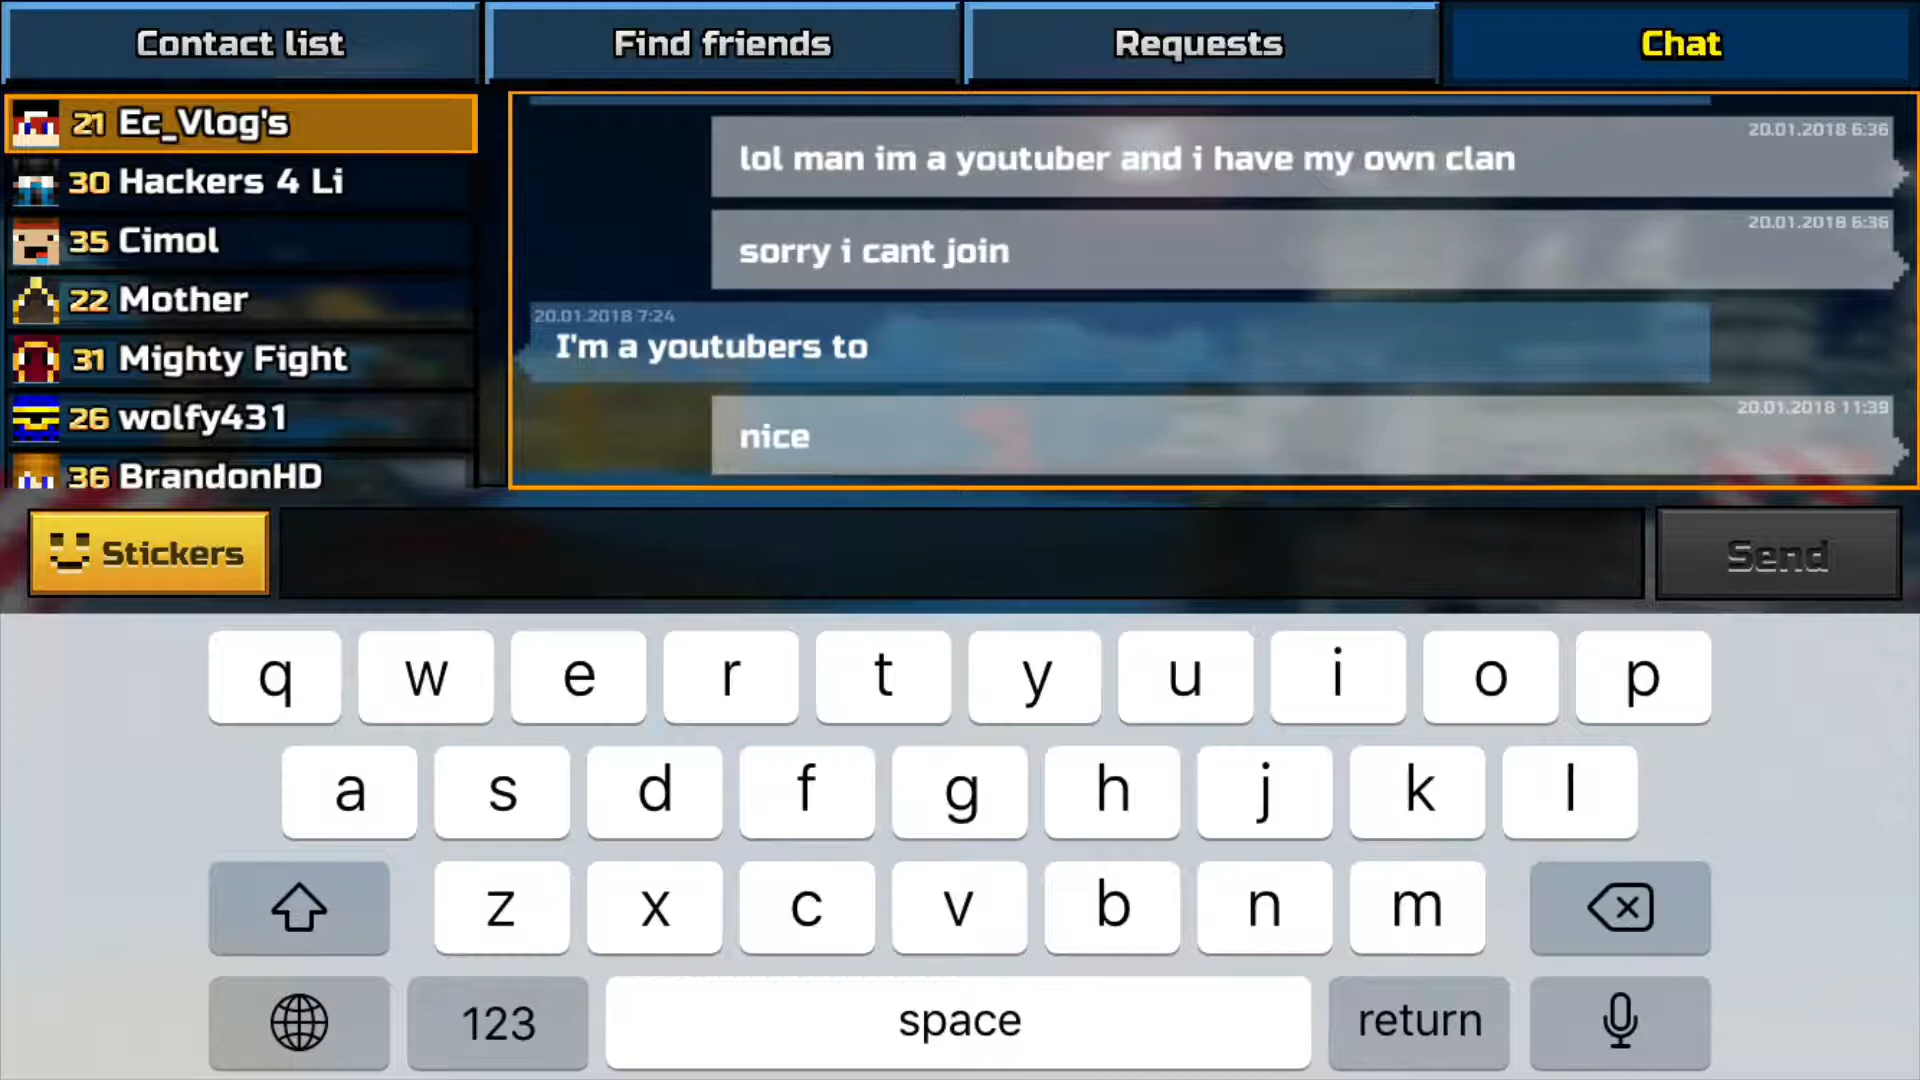 Contact list
Find friends
Requests
Chat
21 Ec_Vlog's
30 Hackers 4 Li
35 Cimol
22 Mother
31 Mighty Fight
26 wolfy431
36 BrandonHD
20.01.2018 6:36
lol man im a youtuber and i have my own clan
20.01.2018 6:36
sorry i cant join
20.01.2018 7:24
I'm a youtubers to
20.01.2018 11:39
nice
Stickers
Send
q w e r t y u i o p
a s d f g h j k l
z x c v b n m
123 space return